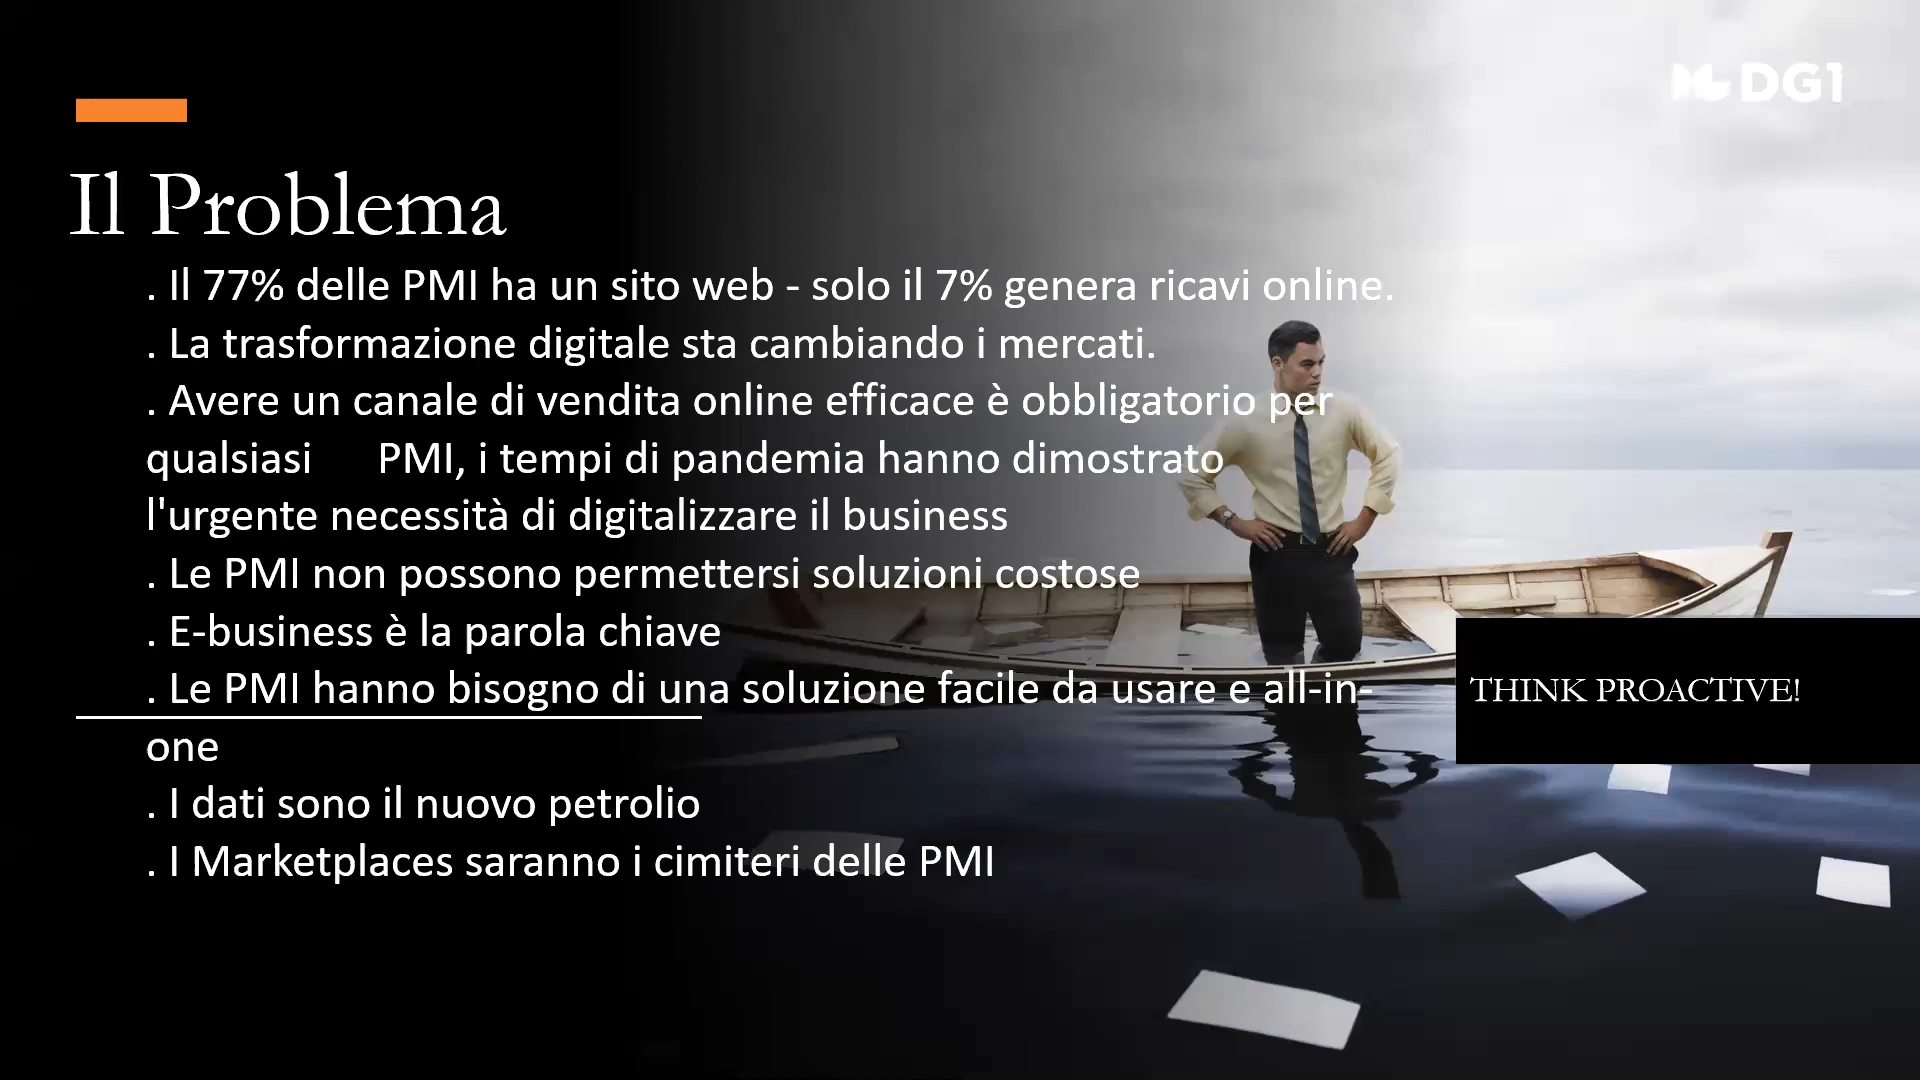 DG1
Il Problema
. Il 77% delle PMI ha un sito web - solo il 7% genera ricavi online.
. La trasformazione digitale sta cambiando i mercati.
. Avere un canale di vendita online efficace è obbligatorio per
qualsiasi PMI, i tempi di pandemia hanno dimostrato
l'urgente necessità di digitalizzare il business
. Le PMI non possono permettersi soluzioni costose
. E-business è la parola chiave
. Le PMI hanno bisogno di una soluzione facile da usare e all-in-
one
. I dati sono il nuovo petrolio
. I Marketplaces saranno i cimiteri delle PMI
THINK PROACTIVE!